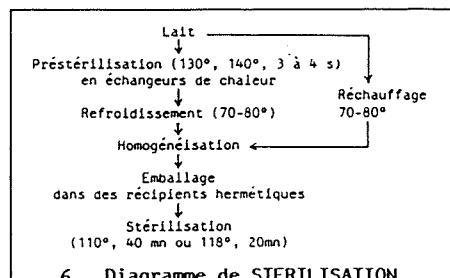 Lait
Préstérilisation (130°, 140°, 3 à 4 s)
en échangeurs de chaleur
Réchauffage
70-80°
Refroidissement (70-80°)
Homogénéisation
Emballage
dans des récipients hermétiques
Stérilisation
(110°, 40 mn ou 118°, 20mn)
6 Diagramme de STERILISATION